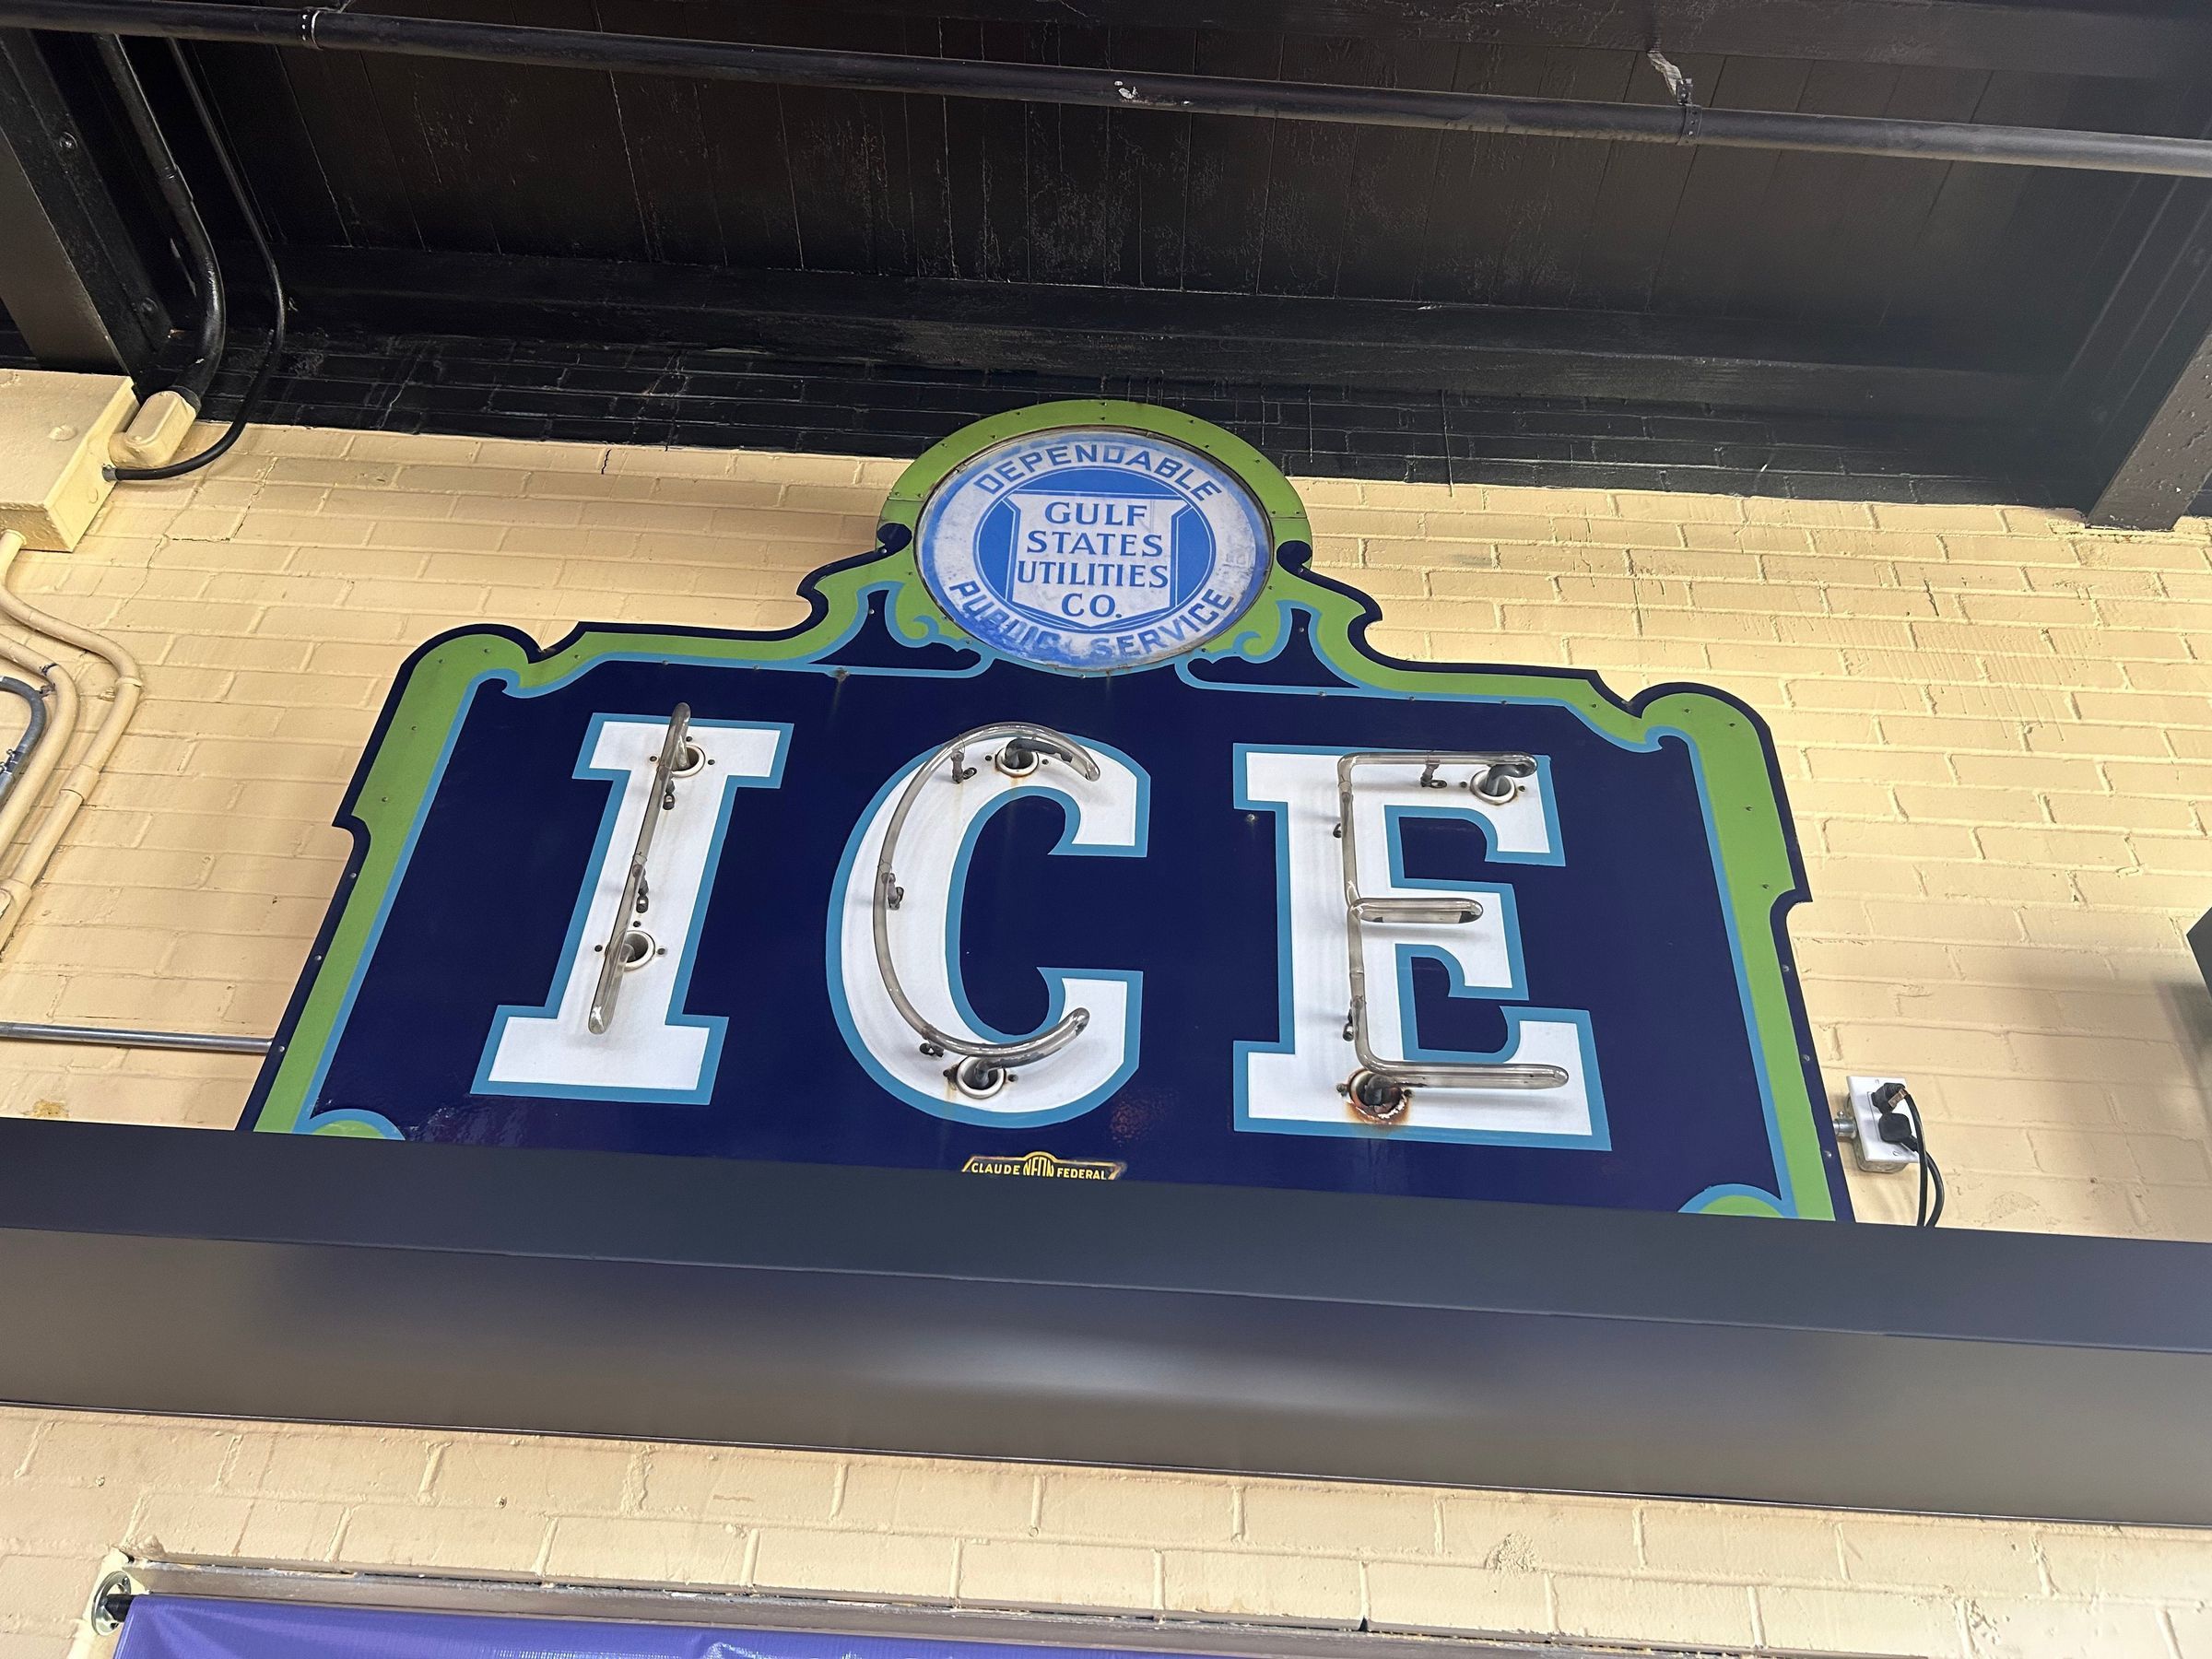 DEPENDABLE
GULF
STATES
UTILITIES
CO.
PUBLIC SERVICE
ICE
CLAUDE NEON FEDERAL